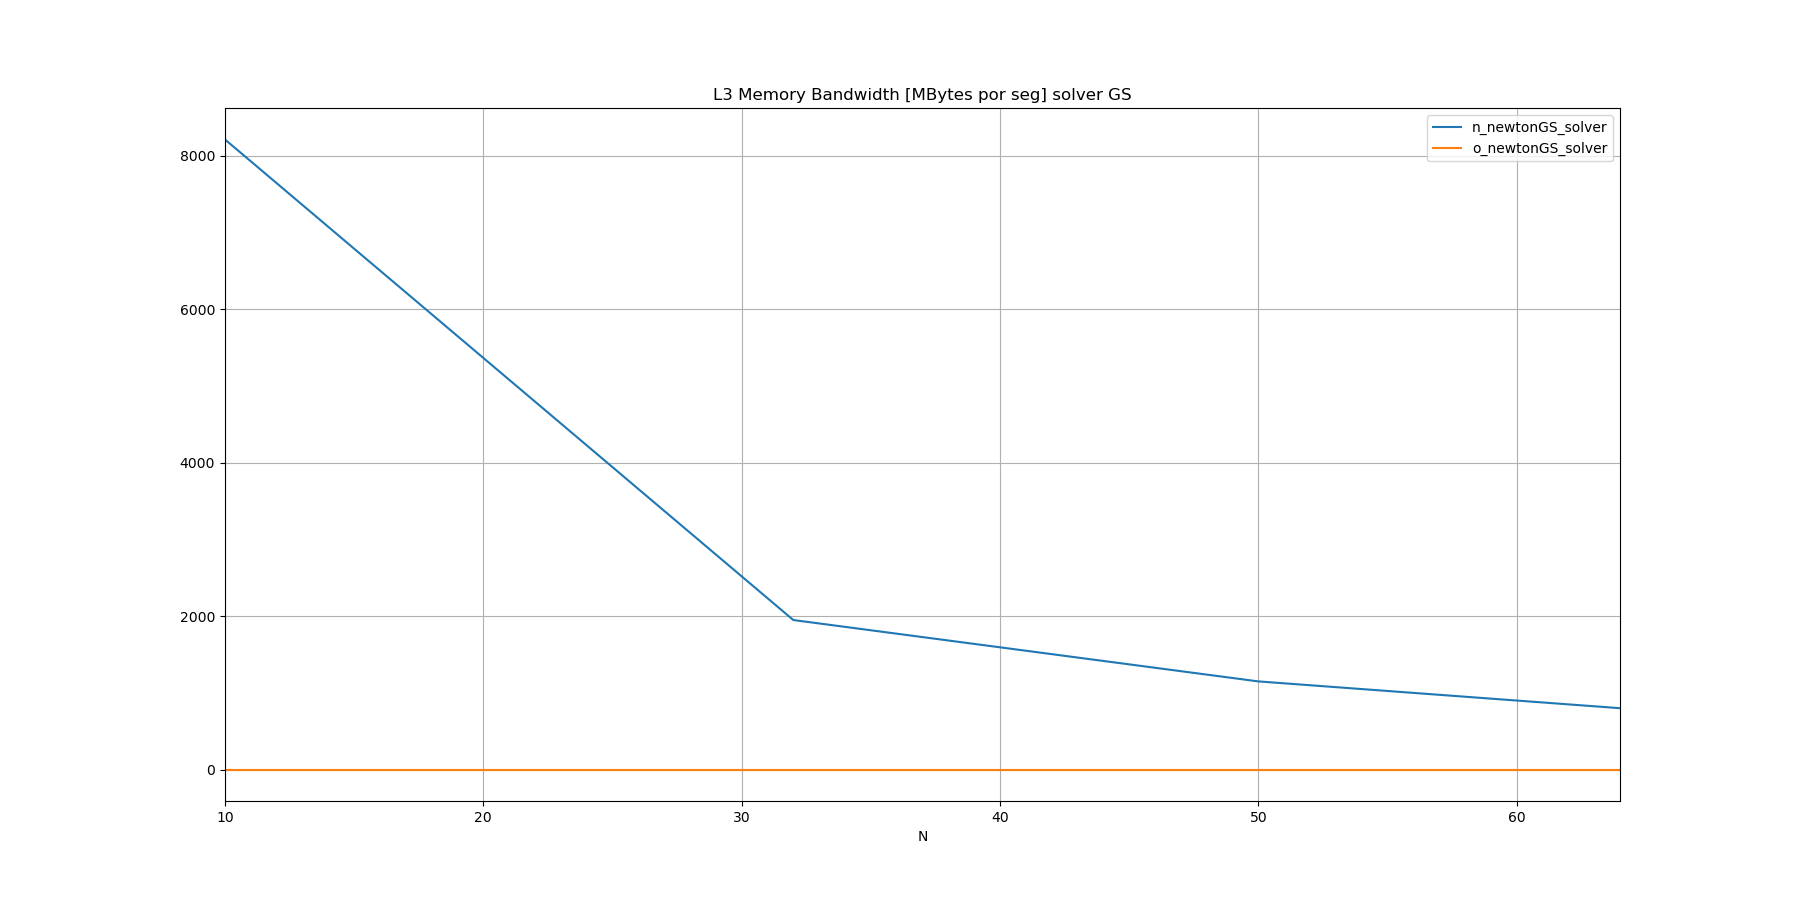 L3 Memory Bandwidth [MBytes por seg] solver GS
n_newtonGS_solver
o_newtonGS_solver
8000
6000
4000
2000
0
10 20 30 40 50 60
N